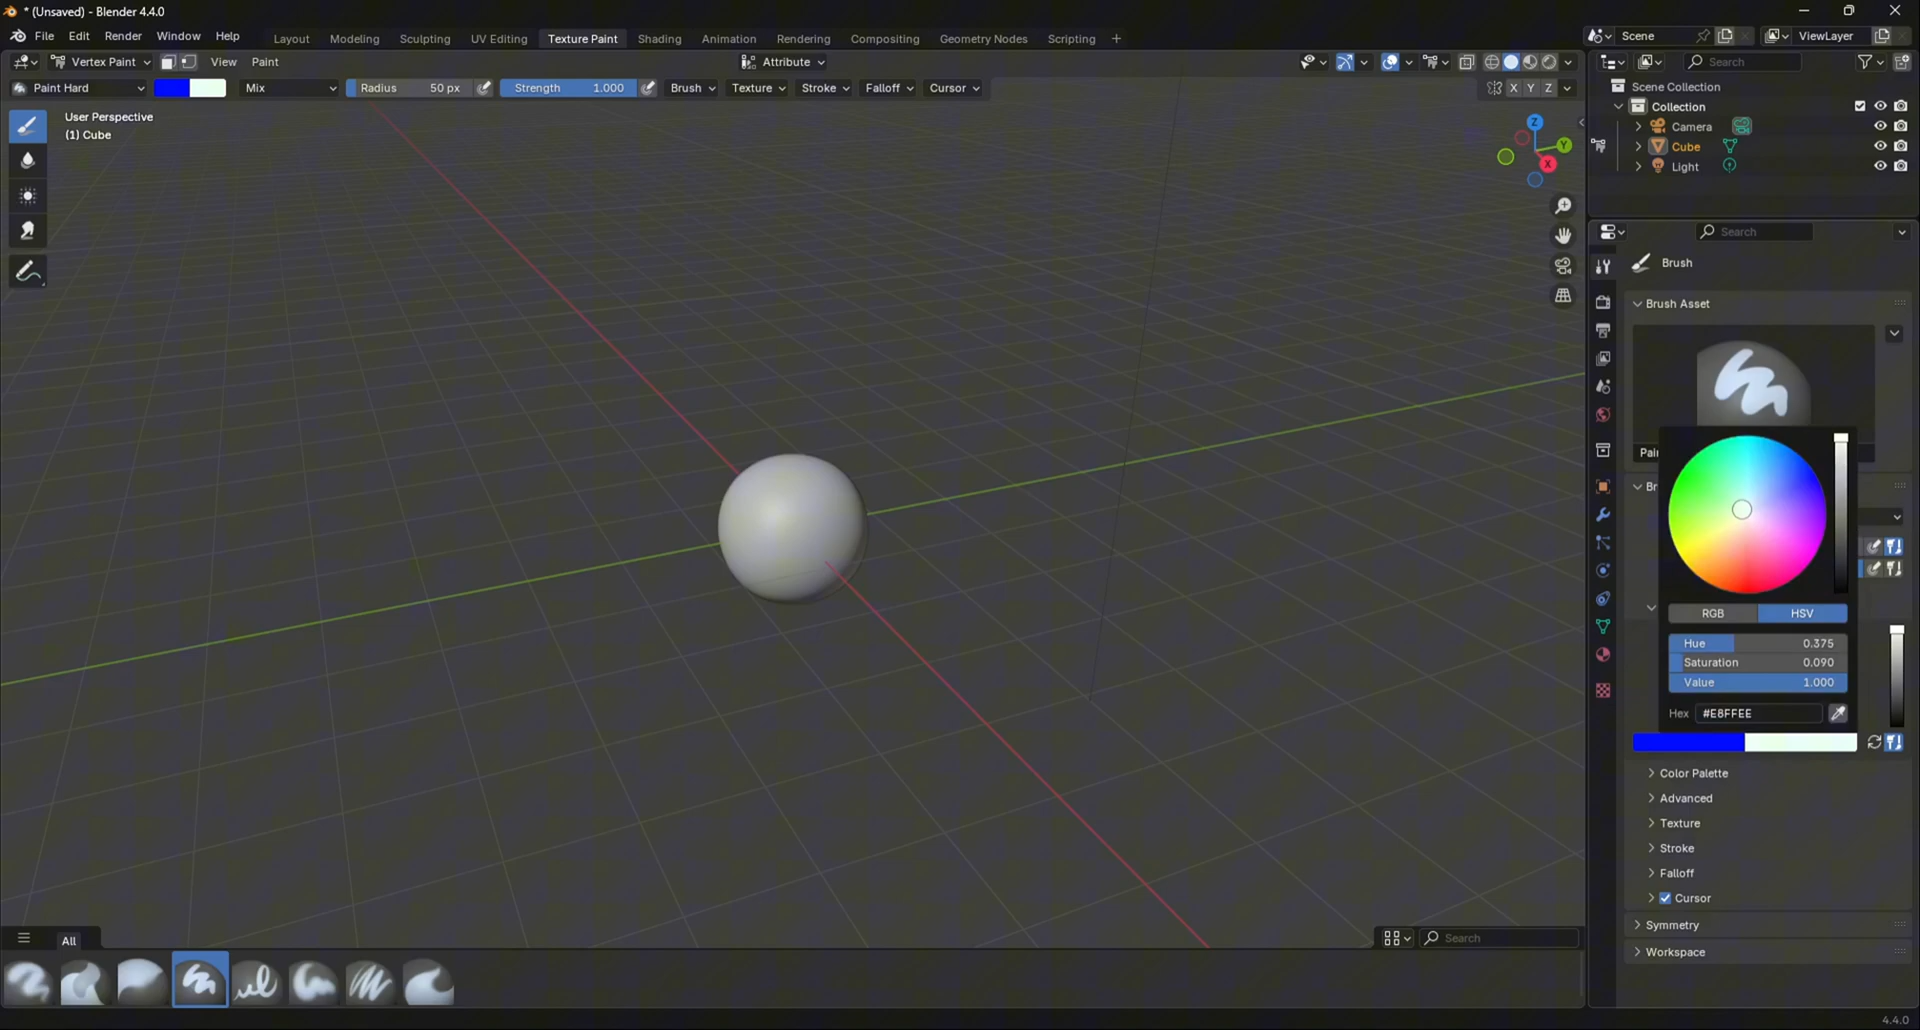 * (Unsaved) - Blender 4.4.0
File Edit Render Window Help Layout Modeling Sculpting UV Editing Texture Paint Shading Animation Rendering Compositing Geometry Nodes Scripting + Scene ViewLayer
Vertex Paint View Paint Attribute Search
Paint Hard Mix Radius 50 px Strength 1.000 Brush Texture Stroke Falloff Cursor X Y Z
Scene Collection
Collection
Camera
Cube
Light
User Perspective
(1) Cube
Z
Y
X
Search
Brush
Brush Asset
Pai
Br
RGB HSV
Hue 0.375
Saturation 0.090
Value 1.000
Hex #E8FFEE
Color Palette
Advanced
Texture
Stroke
Falloff
Cursor
Symmetry
Workspace
All Search
4.4.0